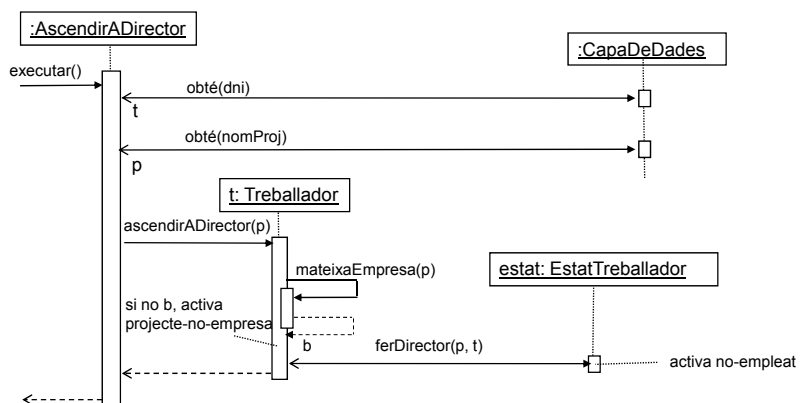 :AscendirADirector
:CapaDeDades
executar()
obté(dni)
t
obté(nomProj)
p
t: Treballador
ascendirADirector(p)
mateixaEmpresa(p)
estat: EstatTreballador
si no b, activa
projecte-no-empresa
b
ferDirector(p, t)
activa no-empleat